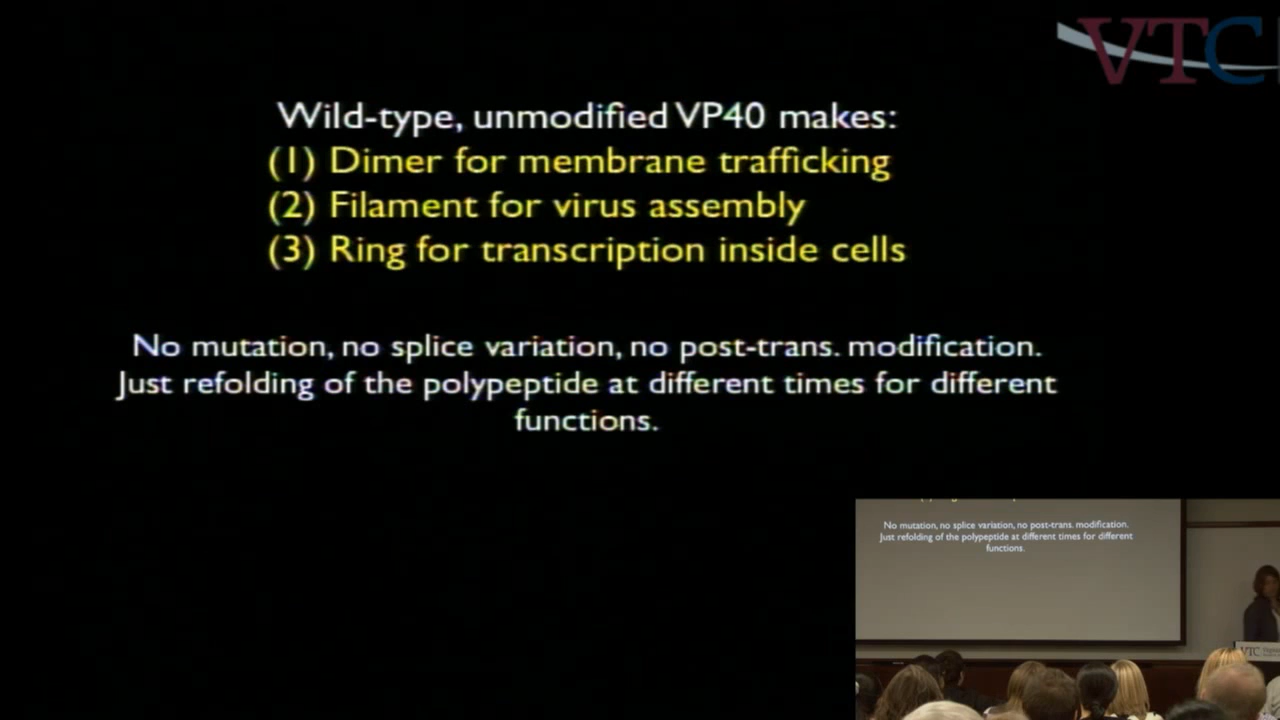 VTC
Wild-type, unmodified VP40 makes:
(1) Dimer for membrane trafficking
(2) Filament for virus assembly
(3) Ring for transcription inside cells
No mutation, no splice variation, no post-trans. modification.
Just refolding of the polypeptide at different times for different
functions.
No mutation, no splice variation, no post-trans. modification.
Just refolding of the polypeptide at different times for different
functions.
VTC